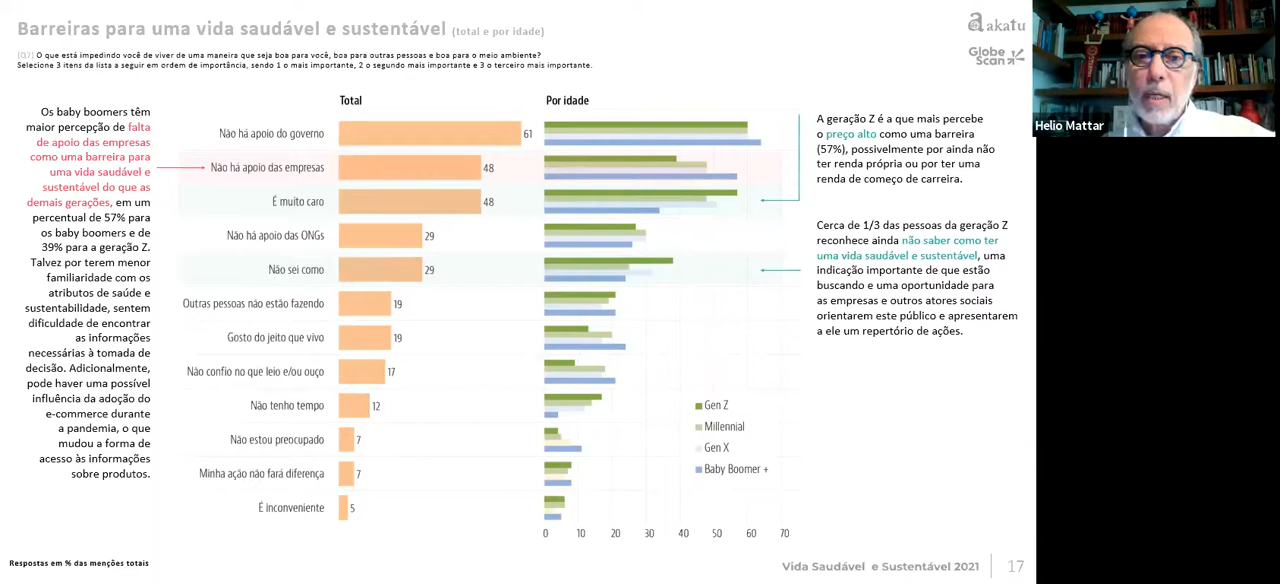 Barreiras para uma vida saudável e sustentável (total e por idade)
(Q7) O que está impedindo você de viver de uma maneira que seja boa para você, boa para outras pessoas e boa para o meio ambiente?
Selecione 3 itens da lista a seguir em ordem de importância, sendo 1 o mais importante, 2 o segundo mais importante e 3 o terceiro mais importante.
akatu
Globe
Scan
Helio Mattar
Os baby boomers têm
maior percepção de falta
de apoio das empresas
como uma barreira para
uma vida saudável e
sustentável do que as
demais gerações, em um
percentual de 57% para
os baby boomers e de
39% para a geração Z.
Talvez por terem menor
familiaridade com os
atributos de saúde e
sustentabilidade, sentem
dificuldade de encontrar
as informações
necessárias à tomada de
decisão. Adicionalmente,
pode haver uma possível
influência da adoção do
e-commerce durante
a pandemia, o que
mudou a forma de
acesso às informações
sobre produtos.
Total
Por idade
Não há apoio do governo 61
Não há apoio das empresas 48
É muito caro 48
Não há apoio das ONGs 29
Não sei como 29
Outras pessoas não estão fazendo 19
Gosto do jeito que vivo 19
Não confio no que leio e/ou ouço 17
Não tenho tempo 12
Não estou preocupado 7
Minha ação não fará diferença 7
É inconveniente 5
Gen Z
Millennial
Gen X
Baby Boomer +
0 10 20 30 40 50 60 70
A geração Z é a que mais percebe
o preço alto como uma barreira
(57%), possivelmente por ainda não
ter renda própria ou por ter uma
renda de começo de carreira.
Cerca de 1/3 das pessoas da geração Z
reconhece ainda não saber como ter
uma vida saudável e sustentável, uma
indicação importante de que estão
buscando e uma oportunidade para
as empresas e outros atores sociais
orientarem este público e apresentarem
a ele um repertório de ações.
Respostas em % das menções totais
Vida Saudável e Sustentável 2021
17